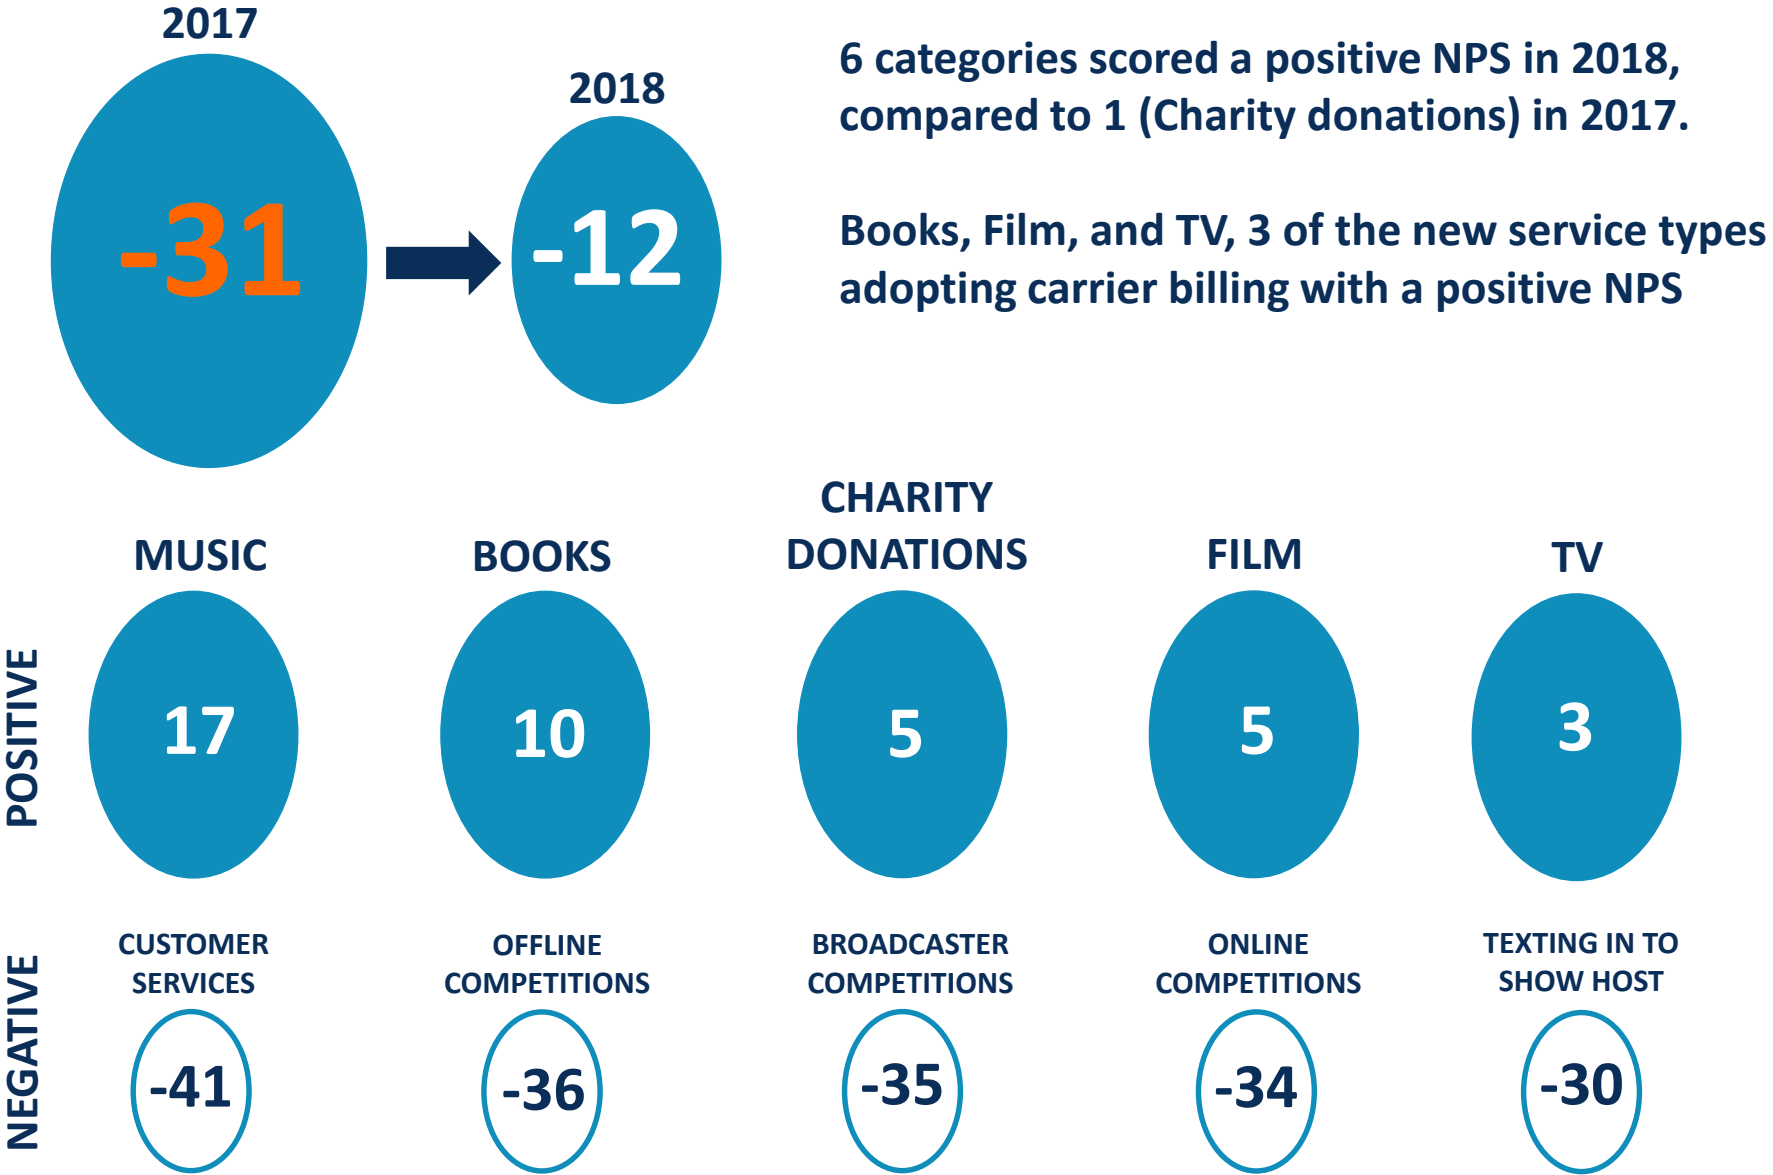 2017
-31
2018
-12
6 categories scored a positive NPS in 2018,
compared to 1 (Charity donations) in 2017.
Books, Film, and TV, 3 of the new service types
adopting carrier billing with a positive NPS
POSITIVE
MUSIC
17
BOOKS
10
CHARITY
DONATIONS
5
FILM
5
TV
3
NEGATIVE
CUSTOMER
SERVICES
-41
OFFLINE
COMPETITIONS
-36
BROADCASTER
COMPETITIONS
-35
ONLINE
COMPETITIONS
-34
TEXTING IN TO
SHOW HOST
-30